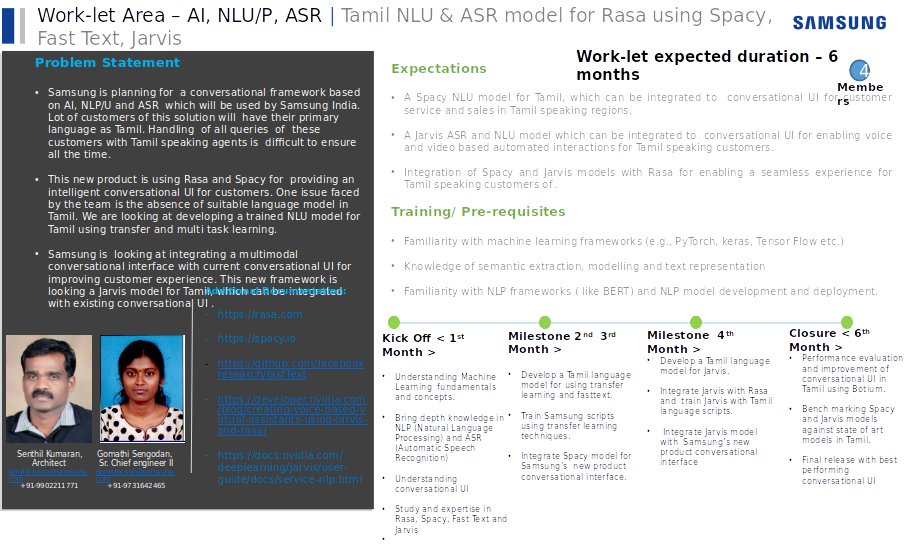 Work-let Area – AI, NLU/P, ASR | Tamil NLU & ASR model for Rasa using Spacy,
Fast Text, Jarvis
SAMSUNG
Problem Statement
• Samsung is planning for a conversational framework based
on AI, NLP/U and ASR which will be used by Samsung India.
Lot of customers of this solution will have their primary
language as Tamil. Handling of all queries of these
customers with Tamil speaking agents is difficult to ensure
all the time.
• This new product is using Rasa and Spacy for providing an
intelligent conversational UI for customers. One issue faced
by the team is the absence of suitable language model in
Tamil. We are looking at developing a trained NLU model for
Tamil using transfer and multi task learning.
• Samsung is looking at integrating a multimodal
conversational interface with current conversational UI for
improving customer experience. This new framework is
looking a Jarvis model for Tamil which can be integrated
with existing conversational UI .
- https://rasa.com
- https://spacy.io
- https://github.com/facebook
research/fastText
- https://developer.nvidia.com
/blog/creating-voice-based-v
irtual-assistants-using-jarvis-
and-rasa/
- https://docs.nvidia.com/
deeplearning/jarvis/user-
guide/docs/service-nlp.html
Senthil Kumaran,
Architect
+91-9902211771
Gomathi Sengodan,
Sr. Chief engineer II
+91-9731642465
Expectations
Work-let expected duration – 6
months
4
Membe
rs
• A Spacy NLU model for Tamil, which can be integrated to conversational UI for customer
service and sales in Tamil speaking regions.
• A Jarvis ASR and NLU model which can be integrated to conversational UI for enabling voice
and video based automated interactions for Tamil speaking customers.
• Integration of Spacy and Jarvis models with Rasa for enabling a seamless experience for
Tamil speaking customers of .
Training/ Pre-requisites
• Familiarity with machine learning frameworks (e.g., PyTorch, keras, Tensor Flow etc.)
• Knowledge of semantic extraction, modelling and text representation
• Familiarity with NLP frameworks ( like BERT) and NLP model development and deployment.
Kick Off < 1st
Month >
• Understanding Machine
Learning fundamentals
and concepts.
• Bring depth knowledge in
NLP (Natural Language
Processing) and ASR
(Automatic Speech
Recognition)
• Understanding
conversational UI
• Study and expertise in
Rasa, Spacy, Fast Text and
Jarvis
•
Milestone 2nd 3rd
Month >
• Develop a Tamil language
model for using transfer
learning and fasttext.
• Train Samsung scripts
using transfer learning
techniques.
• Integrate Spacy model for
Samsung's new product
conversational interface.
Milestone 4th
Month >
• Develop a Tamil language
model for Jarvis.
• Integrate Jarvis with Rasa
and train Jarvis with Tamil
language scripts.
• Integrate Jarvis model
with Samsung's new
product conversational
interface
Closure < 6th
Month >
• Performance evaluation
and improvement of
conversational UI in
Tamil using Botium.
• Bench marking Spacy
and Jarvis models
against state of art
models in Tamil.
• Final release with best
performing
conversational UI